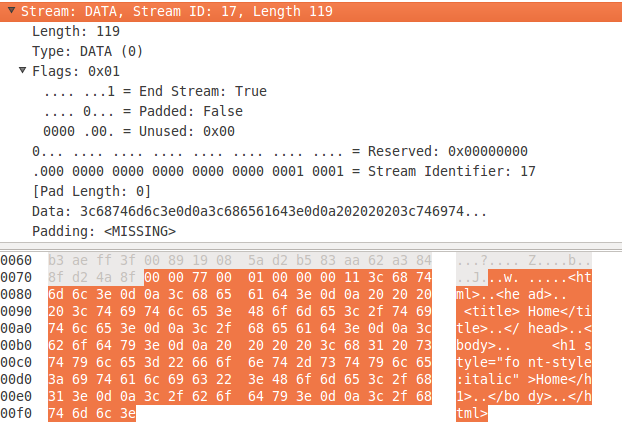 Stream: DATA, Stream ID: 17, Length 119
Length: 119
Type: DATA (0)
Flags: 0x01
.... ...1 = End Stream: True
.... 0... = Padded: False
0000 .00. = Unused: 0x00
0... .... .... .... .... .... .... .... = Reserved: 0x00000000
.000 0000 0000 0000 0000 0000 0001 0001 = Stream Identifier: 17
[Pad Length: 0]
Data: 3c68746d6c3e0d0a3c686561643e0d0a202020203c746974...
Padding: <MISSING>
0060 b3 ae ff 3f 00 89 19 08 5a d2 b5 83 aa 62 a3 84 ...?.... Z....b..
0070 8f d2 4a 8f 00 00 77 00 01 00 00 00 11 3c 68 74 ..J...w. .....<ht
0080 6d 6c 3e 0d 0a 3c 68 65 61 64 3e 0d 0a 20 20 20 ml>..<he ad>..
0090 20 3c 74 69 74 6c 65 3e 48 6f 6d 65 3c 2f 74 69 <title> Home</ti
00a0 74 6c 65 3e 0d 0a 3c 2f 68 65 61 64 3e 0d 0a 3c tle>..</ head>..<
00b0 62 6f 64 79 3e 0d 0a 20 20 20 20 3c 68 31 20 73 body>.. <h1 s
00c0 74 79 6c 65 3d 22 66 6f 6e 74 2d 73 74 79 6c 65 tyle="fo nt-style
00d0 3a 69 74 61 6c 69 63 22 3e 48 6f 6d 65 3c 2f 68 :italic" >Home</h
00e0 31 3e 0d 0a 3c 2f 62 6f 64 79 3e 0d 0a 3c 2f 68 1>..</bo dy>..</h
00f0 74 6d 6c 3e tml>